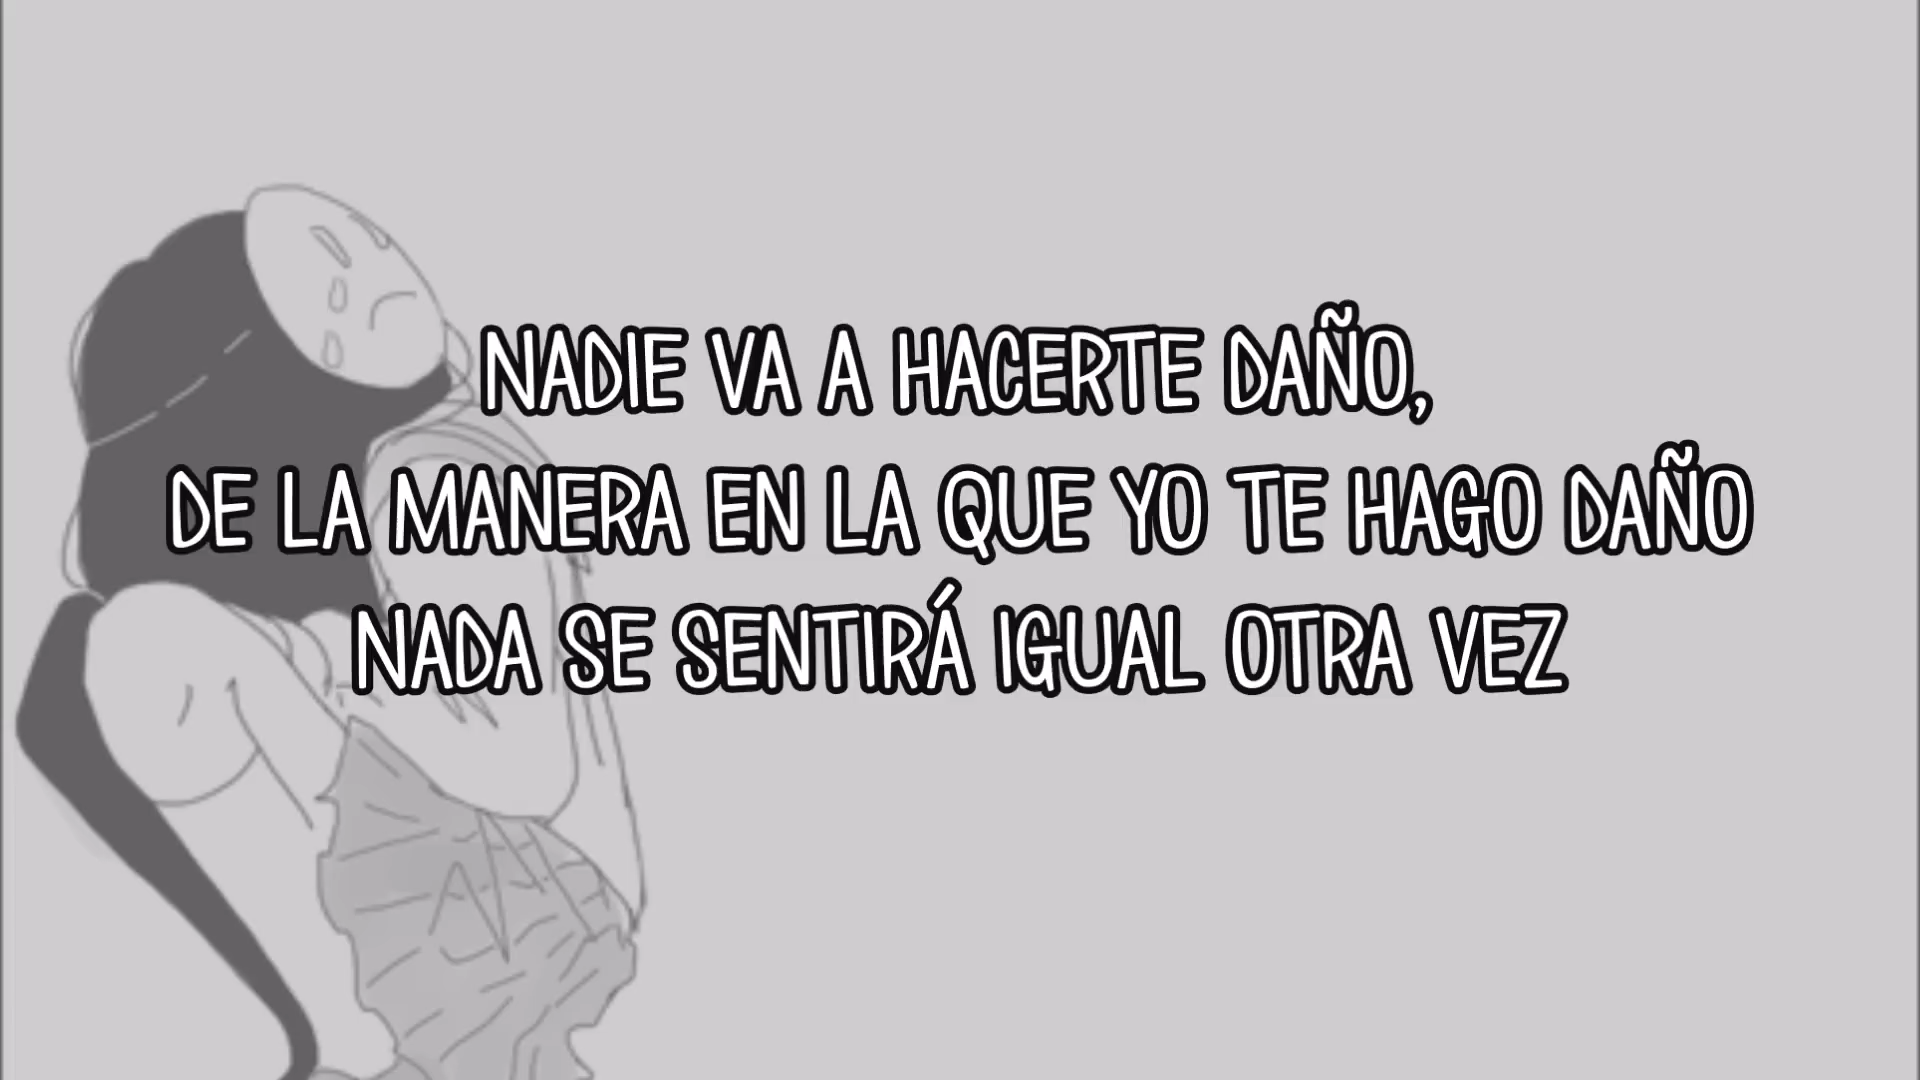 NADIE VA A HACERTE DAÑO,
DE LA MANERA EN LA QUE YO TE HAGO DAÑO
NADA SE SENTIRÁ IGUAL OTRA VEZ